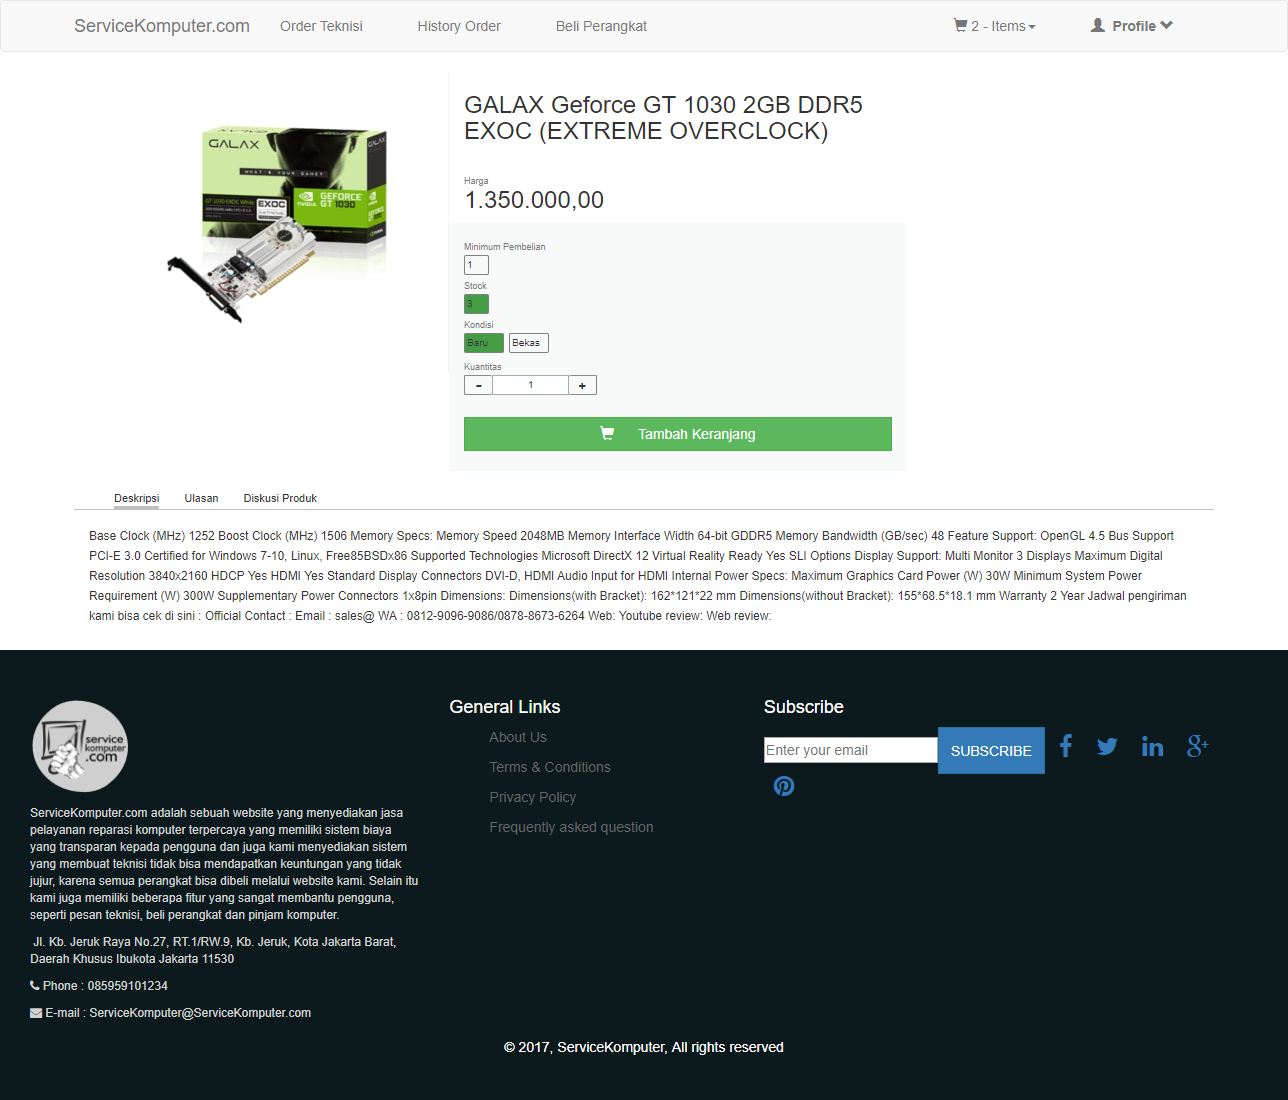 ServiceKomputer.com Order Teknisi History Order Beli Perangkat 2 - Items Profile
GALAX Geforce GT 1030 2GB DDR5
EXOC (EXTREME OVERCLOCK)
GALAX
WHAT'S YOUR GAME?
GT 1030 EXOC White
EXOC
EXTREME
NVIDIA
GEFORCE
GT 1030
Harga
1.350.000,00
Minimum Pembelian
1
Stock
3
Kondisi
Baru Bekas
Kuantitas
- 1 +
Tambah Keranjang
Deskripsi Ulasan Diskusi Produk
Base Clock (MHz) 1252 Boost Clock (MHz) 1506 Memory Specs: Memory Speed 2048MB Memory Interface Width 64-bit GDDR5 Memory Bandwidth (GB/sec) 48 Feature Support: OpenGL 4.5 Bus Support
PCI-E 3.0 Certified for Windows 7-10, Linux, Free85BSDx86 Supported Technologies Microsoft DirectX 12 Virtual Reality Ready Yes SLI Options Display Support: Multi Monitor 3 Displays Maximum Digital
Resolution 3840x2160 HDCP Yes HDMI Yes Standard Display Connectors DVI-D, HDMI Audio Input for HDMI Internal Power Specs: Maximum Graphics Card Power (W) 30W Minimum System Power
Requirement (W) 300W Supplementary Power Connectors 1x8pin Dimensions: Dimensions(with Bracket): 162*121*22 mm Dimensions(without Bracket): 155*68.5*18.1 mm Warranty 2 Year Jadwal pengiriman
kami bisa cek di sini : Official Contact : Email : sales@ WA : 0812-9096-9086/0878-8673-6264 Web: Youtube review: Web review:
service
komputer
.com
ServiceKomputer.com adalah sebuah website yang menyediakan jasa
pelayanan reparasi komputer terpercaya yang memiliki sistem biaya
yang transparan kepada pengguna dan juga kami menyediakan sistem
yang membuat teknisi tidak bisa mendapatkan keuntungan yang tidak
jujur, karena semua perangkat bisa dibeli melalui website kami. Selain itu
kami juga memiliki beberapa fitur yang sangat membantu pengguna,
seperti pesan teknisi, beli perangkat dan pinjam komputer.
Jl. Kb. Jeruk Raya No.27, RT.1/RW.9, Kb. Jeruk, Kota Jakarta Barat,
Daerah Khusus Ibukota Jakarta 11530
Phone : 085959101234
E-mail : ServiceKomputer@ServiceKomputer.com
General Links
About Us
Terms & Conditions
Privacy Policy
Frequently asked question
Subscribe
Enter your email SUBSCRIBE
© 2017, ServiceKomputer, All rights reserved